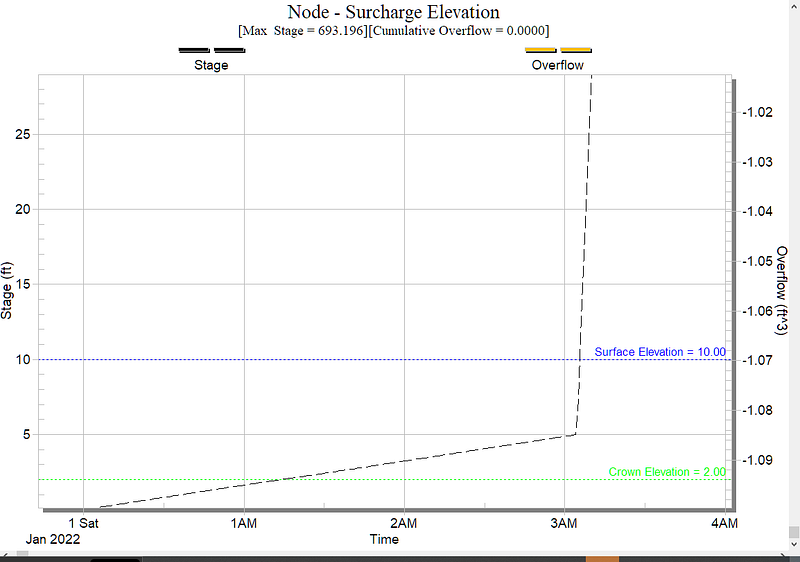 Node - Surcharge Elevation
[Max Stage = 693.196][Cumulative Overflow = 0.0000]
Stage
Overflow
25
20
15
10
5
Stage (ft)
-1.02
-1.03
-1.04
-1.05
-1.06
-1.07
-1.08
-1.09
Overflow (ft^3)
Surface Elevation = 10.00
Crown Elevation = 2.00
1 Sat
1AM
2AM
3AM
4AM
Jan 2022
Time